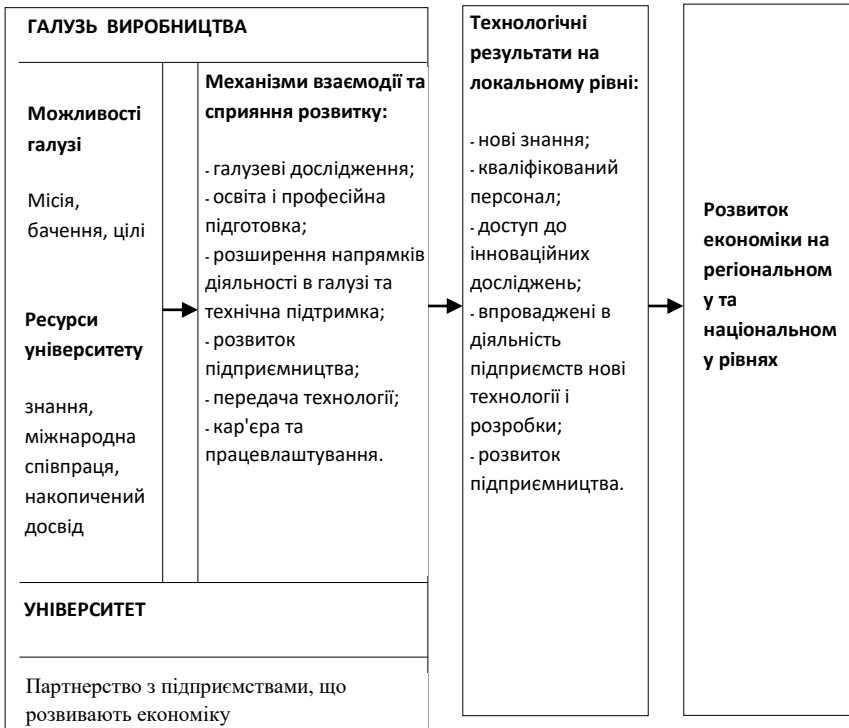 ГАЛУЗЬ ВИРОБНИЦТВА
Можливості
галузі
Місія,
бачення, цілі
Ресурси
університету
знання,
міжнародна
співпраця,
накопичений
досвід
Механізми взаємодії та
сприяння розвитку:
- галузеві дослідження;
- освіта і професійна
підготовка;
- розширення напрямків
діяльності в галузі та
технічна підтримка;
- розвиток
підприємництва;
- передача технології;
- кар'єра та
працевлаштування.
УНІВЕРСИТЕТ
Партнерство з підприємствами, що
розвивають економіку
Технологічні
результати на
локальному рівні:
- нові знання;
- кваліфікований
персонал;
- доступ до
інноваційних
досліджень;
- впроваджені в
діяльність
підприємств нові
технології і
розробки;
- розвиток
підприємництва.
Розвиток
економіки на
регіональном
у та
національном
у рівнях